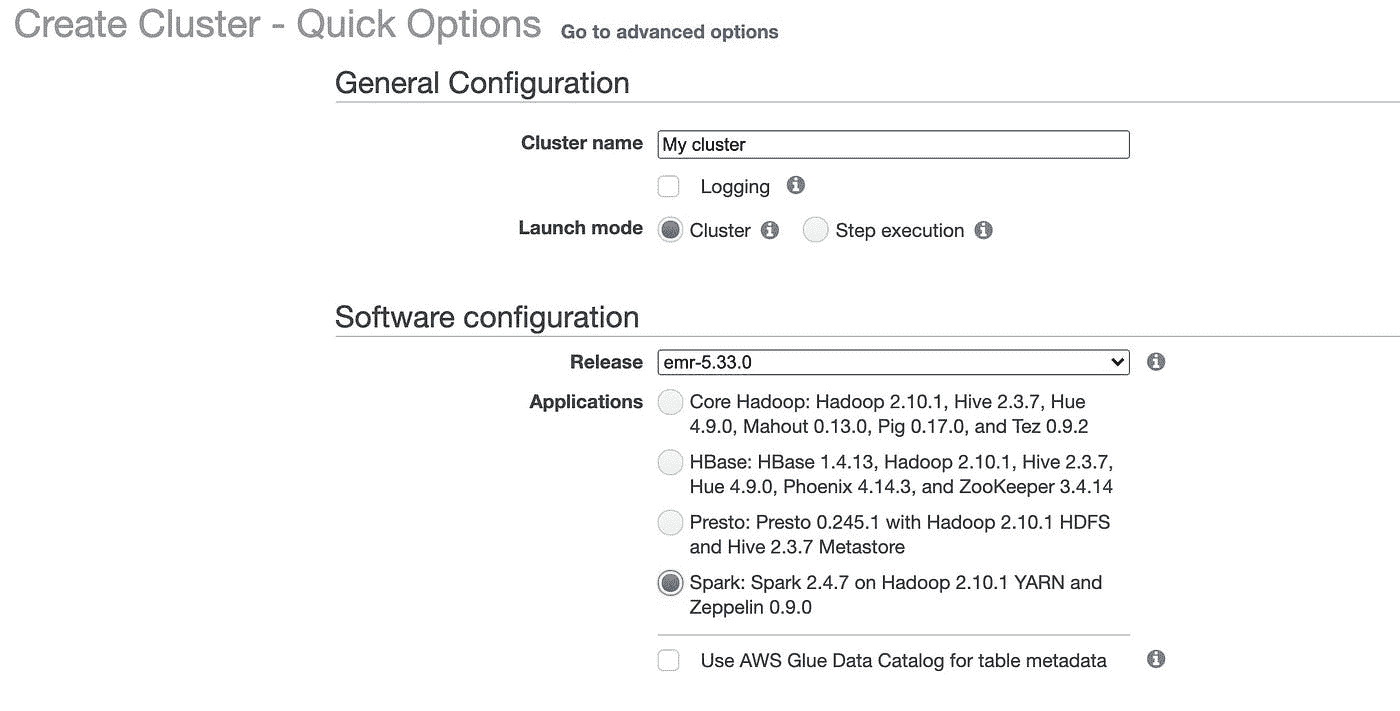 Create Cluster - Quick Options Go to advanced options
General Configuration
Cluster name My cluster
Logging
Launch mode Cluster Step execution
Software configuration
Release emr-5.33.0
Applications Core Hadoop: Hadoop 2.10.1, Hive 2.3.7, Hue
4.9.0, Mahout 0.13.0, Pig 0.17.0, and Tez 0.9.2
HBase: HBase 1.4.13, Hadoop 2.10.1, Hive 2.3.7,
Hue 4.9.0, Phoenix 4.14.3, and ZooKeeper 3.4.14
Presto: Presto 0.245.1 with Hadoop 2.10.1 HDFS
and Hive 2.3.7 Metastore
Spark: Spark 2.4.7 on Hadoop 2.10.1 YARN and
Zeppelin 0.9.0
Use AWS Glue Data Catalog for table metadata